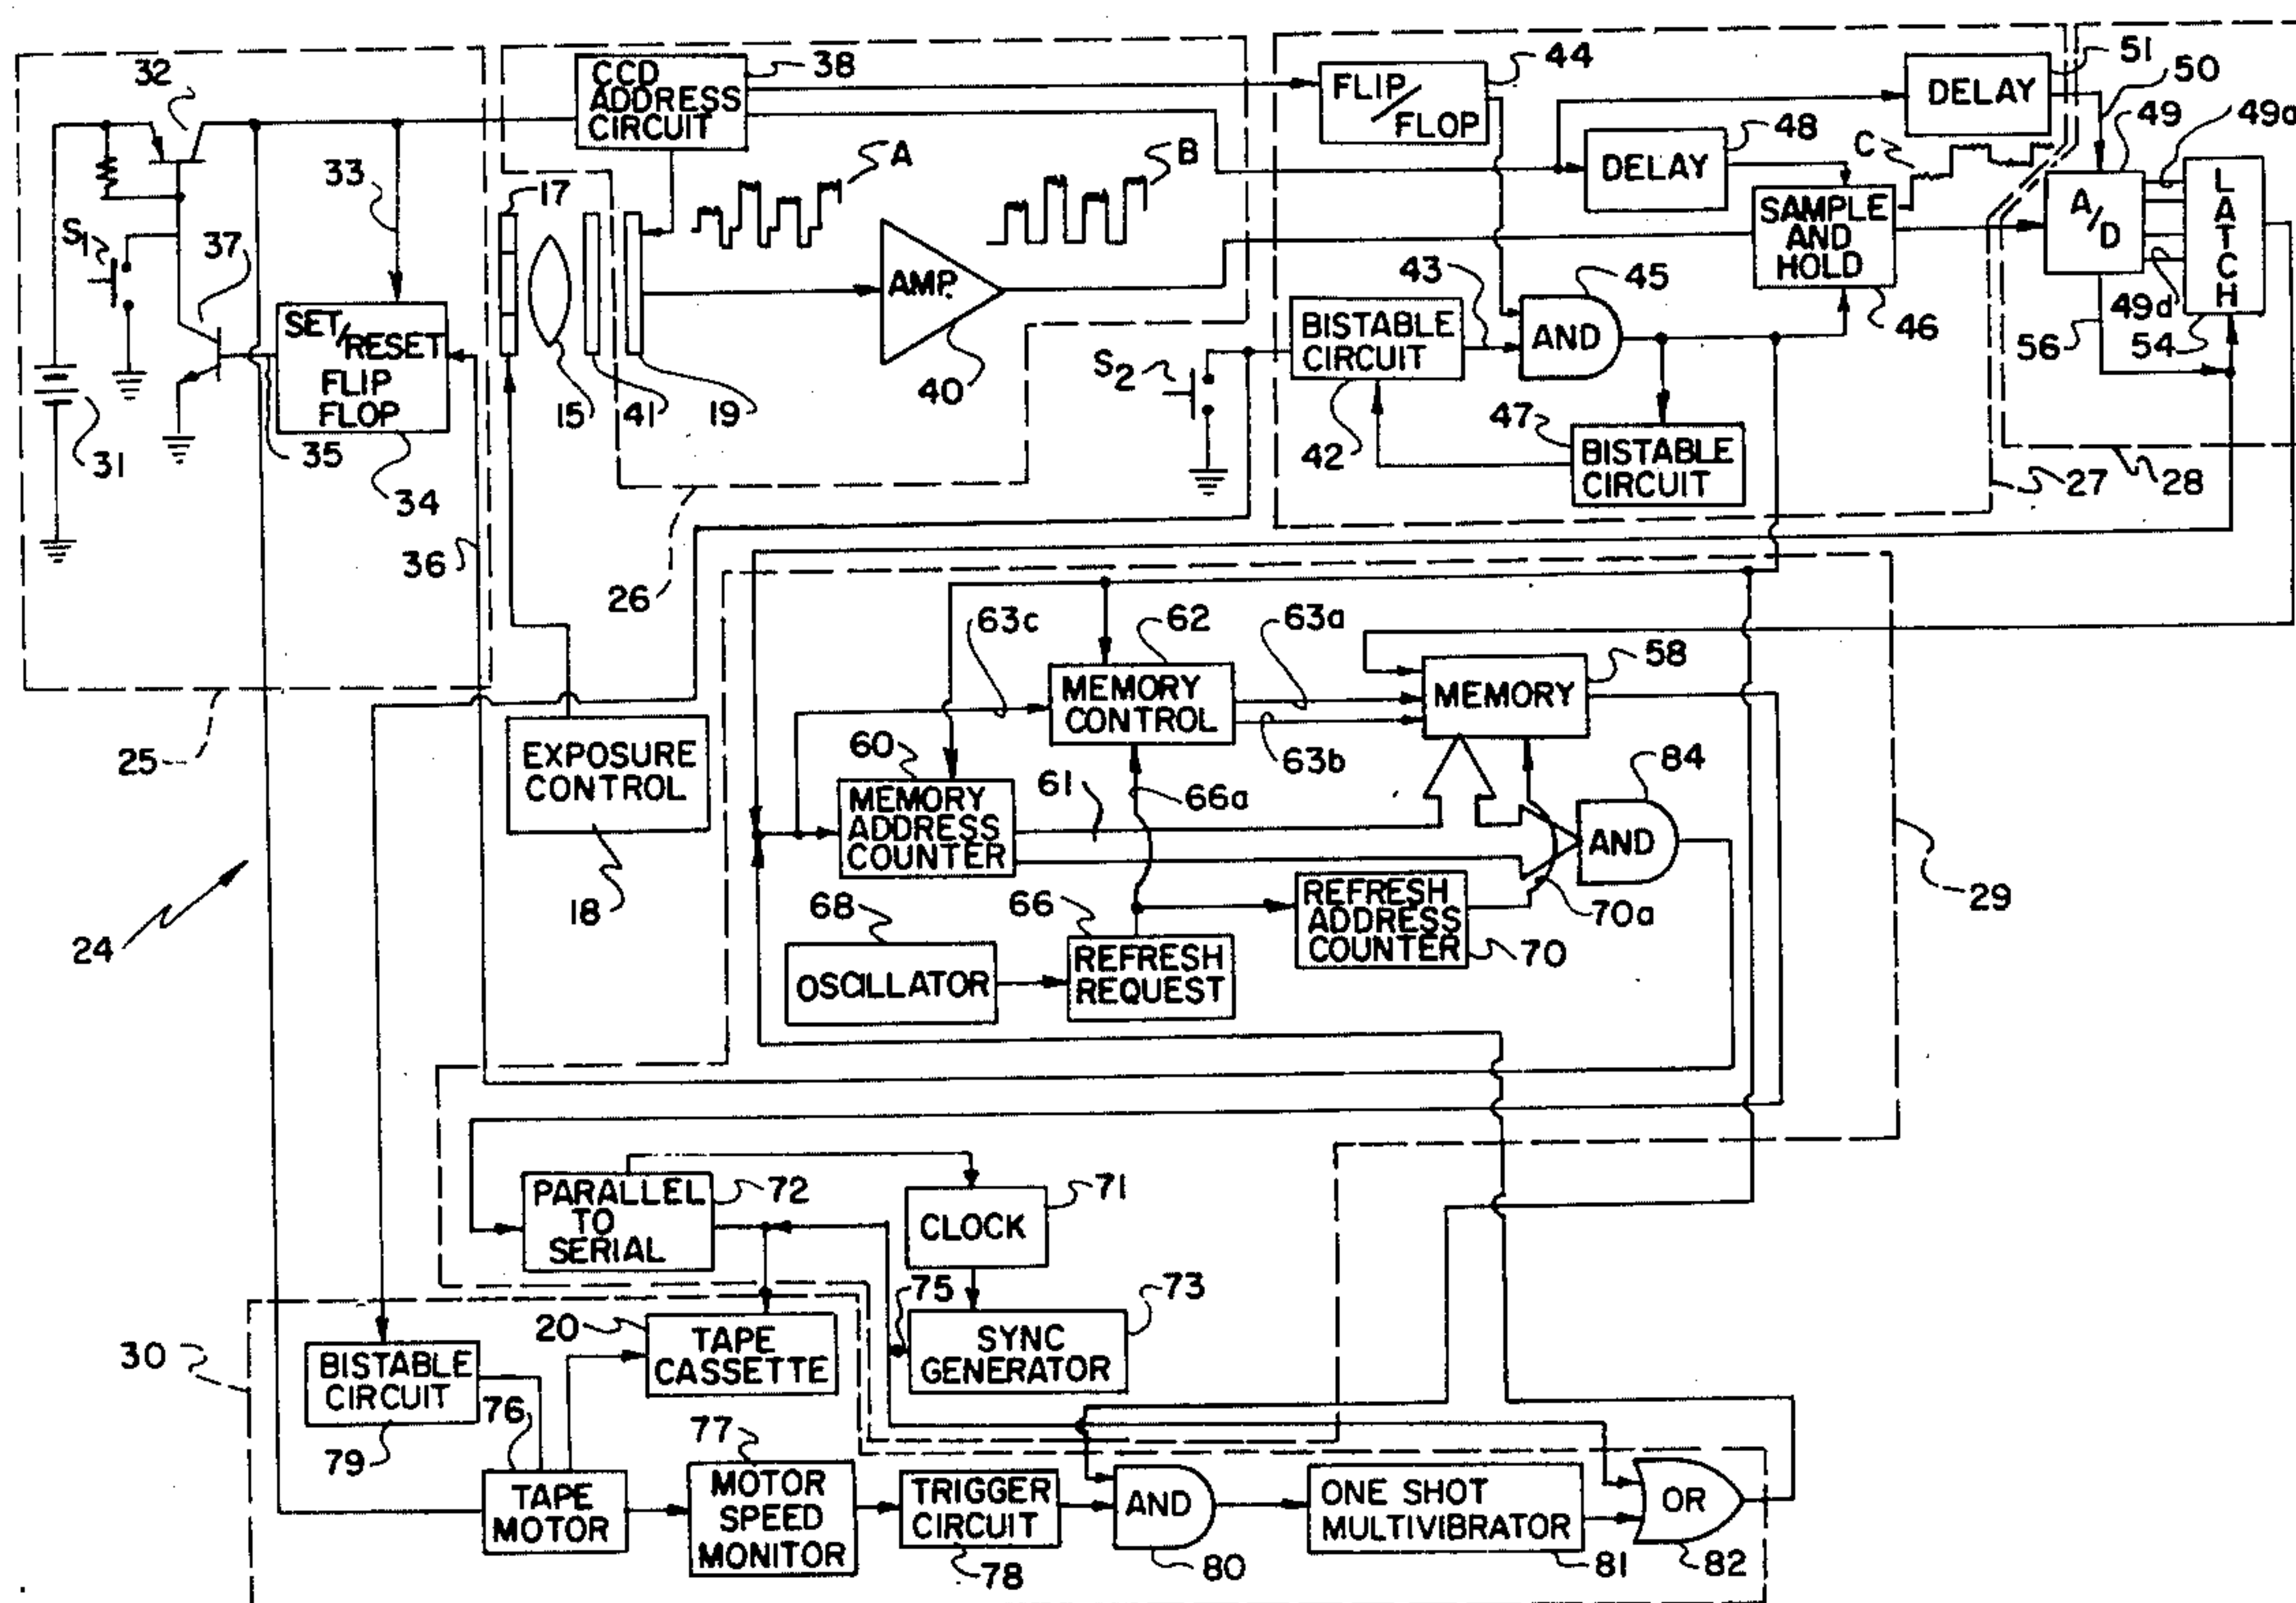 32
33
S1
37
SET/RESET
FLIP
FLOP
31
35
34
36
25
24
CCD
ADDRESS
CIRCUIT
38
17
A
B
AMP.
15
41
19
40
26
EXPOSURE
CONTROL
18
FLIP/FLOP
44
DELAY
48
DELAY
51
50
49
49a
C
SAMPLE
AND
HOLD
46
A/D
LATCH
49d
56
54
S2
BISTABLE
CIRCUIT
42
43
AND
45
47
BISTABLE
CIRCUIT
27
28
63c
62
63a
58
MEMORY
CONTROL
MEMORY
63b
60
MEMORY
ADDRESS
COUNTER
61
66a
84
AND
68
OSCILLATOR
66
REFRESH
REQUEST
REFRESH
ADDRESS
COUNTER
70
70a
29
PARALLEL
TO
SERIAL
72
CLOCK
71
75
SYNC
GENERATOR
73
20
TAPE
CASSETTE
30
BISTABLE
CIRCUIT
79
76
TAPE
MOTOR
77
MOTOR
SPEED
MONITOR
TRIGGER
CIRCUIT
78
AND
80
ONE SHOT
MULTIVIBRATOR
81
OR
82